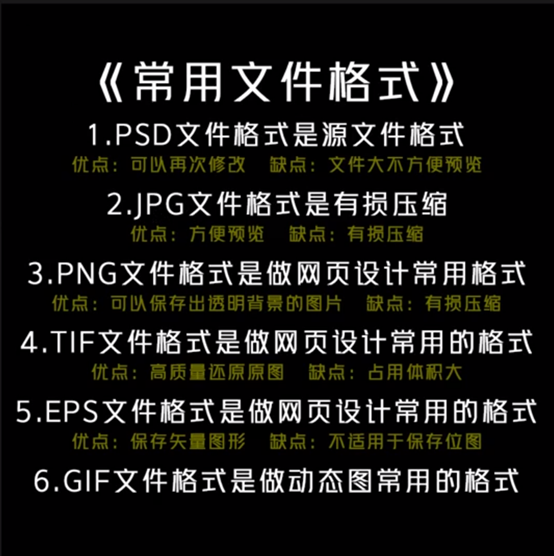 《常用文件格式》
1.PSD文件格式是源文件格式
优点：可以再次修改 缺点：文件大不方便预览
2.JPG文件格式是有损压缩
优点：方便预览 缺点：有损压缩
3.PNG文件格式是做网页设计常用格式
优点：可以保存出透明背景的图片 缺点：有损压缩
4.TIF文件格式是做网页设计常用的格式
优点：高质量还原原图 缺点：占用体积大
5.EPS文件格式是做网页设计常用的格式
优点：保存矢量图形 缺点：不适用于保存位图
6.GIF文件格式是做动态图常用的格式